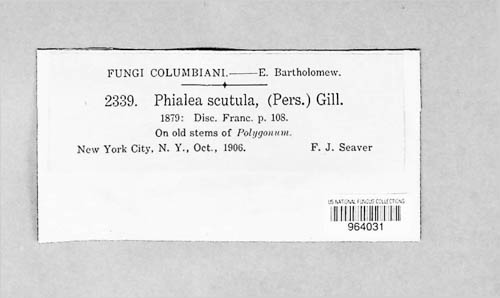 FUNGI COLUMBIANI.——E. Bartholomew.
2339. Phialea scutula, (Pers.) Gill.
1879: Disc. Franc. p. 108.
On old stems of Polygonum.
New York City, N. Y., Oct., 1906. F. J. Seaver
US NATIONAL FUNGUS COLLECTIONS
964031